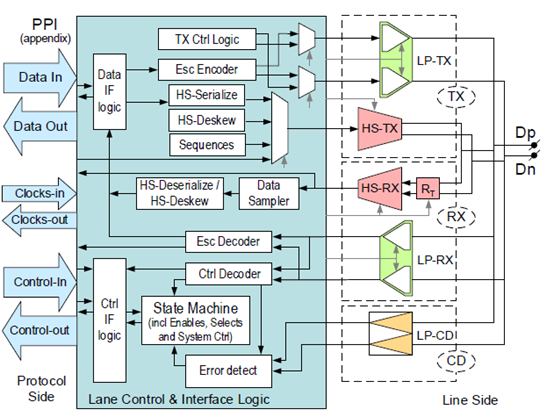 PPI
(appendix)
Data In
Data Out
Clocks-in
Clocks-out
Control-In
Control-out
Protocol
Side
Data
IF
logic
TX Ctrl Logic
Esc Encoder
HS-Serialize
HS-Deskew
Sequences
HS-Deserialize /
HS-Deskew
Data
Sampler
Esc Decoder
Ctrl Decoder
Ctrl
IF
logic
State Machine
(incl Enables, Selects
and System Ctrl)
Error detect
Lane Control & Interface Logic
LP-TX
TX
HS-TX
Dp
Dn
HS-RX
RT
RX
LP-RX
LP-CD
CD
Line Side